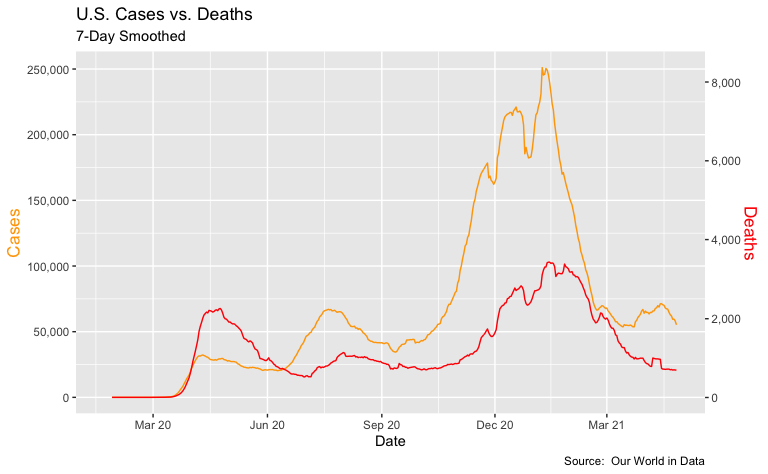 U.S. Cases vs. Deaths
7-Day Smoothed
250,000
200,000
150,000
100,000
50,000
0
Cases
8,000
6,000
4,000
2,000
0
Deaths
Mar 20 Jun 20 Sep 20 Dec 20 Mar 21
Date
Source:  Our World in Data